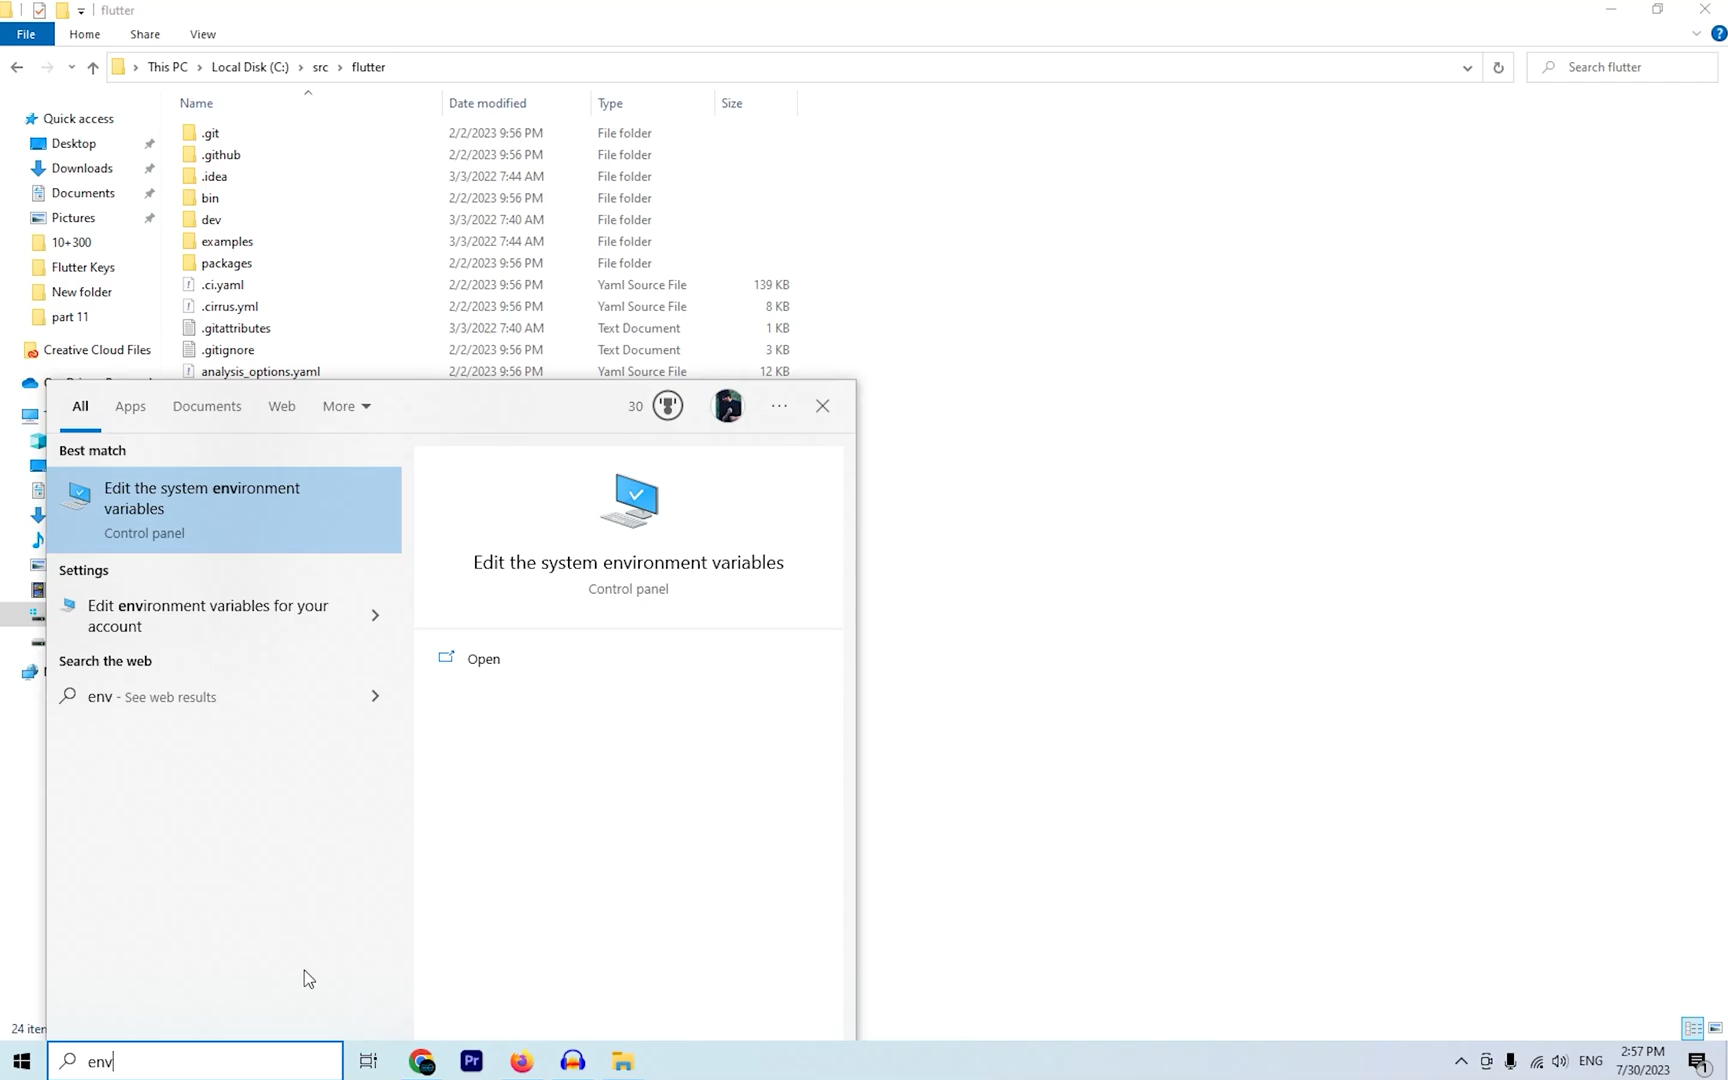 flutter
File Home Share View
This PC Local Disk (C:) src flutter
Search flutter
Name Date modified Type Size
Quick access
Desktop
Downloads
Documents
Pictures
10+300
Flutter Keys
New folder
part 11
Creative Cloud Files
.git 2/2/2023 9:56 PM File folder
.github 2/2/2023 9:56 PM File folder
.idea 3/3/2022 7:44 AM File folder
bin 2/2/2023 9:56 PM File folder
dev 3/3/2022 7:40 AM File folder
examples 3/3/2022 7:44 AM File folder
packages 2/2/2023 9:56 PM File folder
.ci.yaml 2/2/2023 9:56 PM Yaml Source File 139 KB
.cirrus.yml 2/2/2023 9:56 PM Yaml Source File 8 KB
.gitattributes 3/3/2022 7:40 AM Text Document 1 KB
.gitignore 2/2/2023 9:56 PM Text Document 3 KB
analysis_options.yaml 2/2/2023 9:56 PM Yaml Source File 12 KB
All Apps Documents Web More
30
Best match
Edit the system environment
variables
Control panel
Settings
Edit environment variables for your
account
Search the web
env - See web results
Edit the system environment variables
Control panel
Open
24 iten
env
Pr
ENG
2:57 PM
7/30/2023